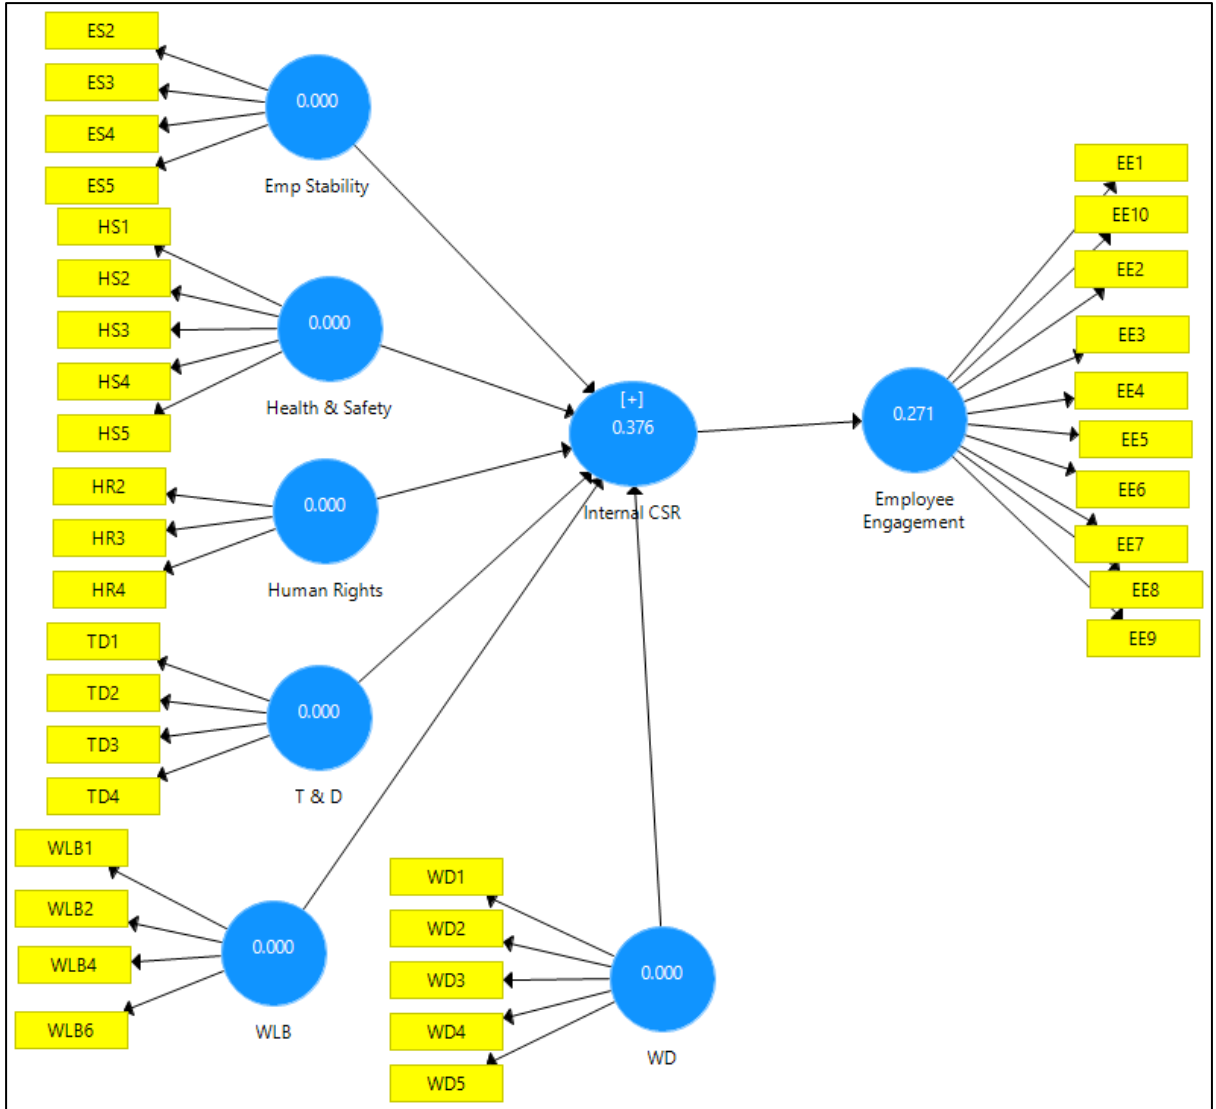 ES2
ES3
ES4
ES5
0.000
Emp Stability
HS1
HS2
HS3
HS4
HS5
0.000
Health & Safety
HR2
HR3
HR4
0.000
Human Rights
TD1
TD2
TD3
TD4
0.000
T & D
WLB1
WLB2
WLB4
WLB6
0.000
WLB
WD1
WD2
WD3
WD4
WD5
0.000
WD
[+]
0.376
Internal CSR
0.271
Employee
Engagement
EE1
EE10
EE2
EE3
EE4
EE5
EE6
EE7
EE8
EE9